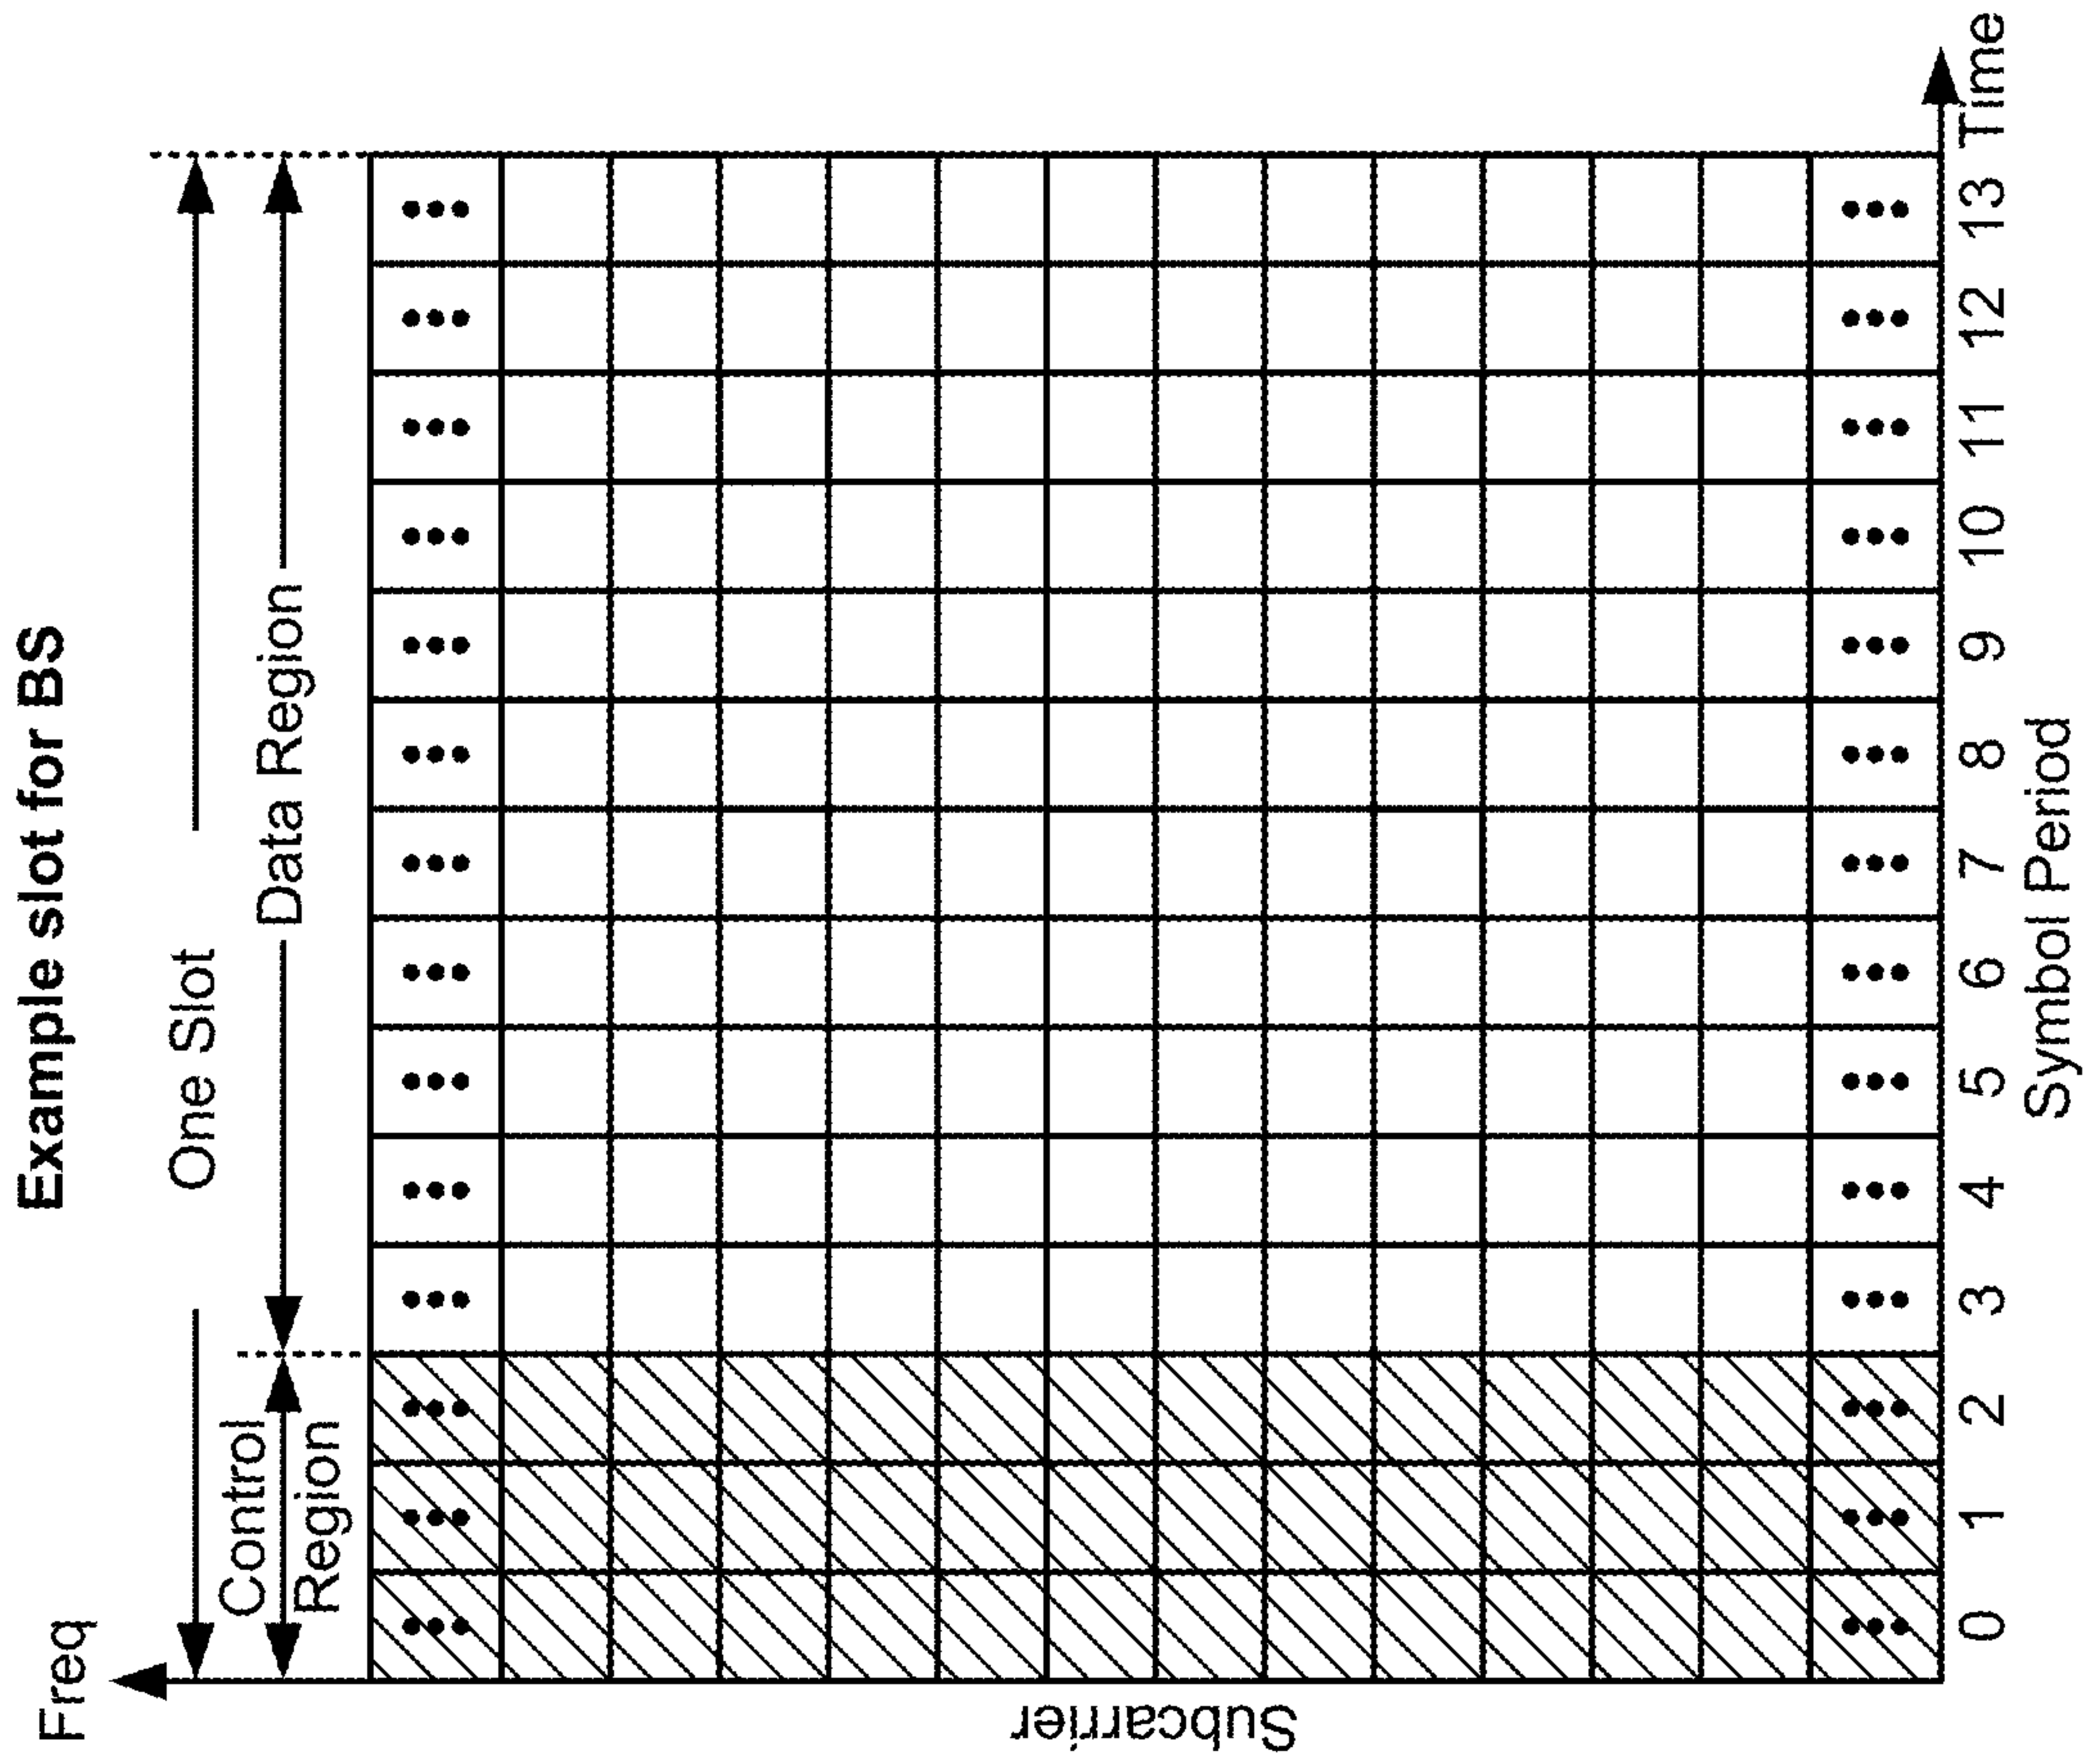 Example slot for BS
Freq
One Slot
Control
Region
Data Region
Subcarrier
0 1 2 3 4 5 6 7 8 9 10 11 12 13 Time
Symbol Period